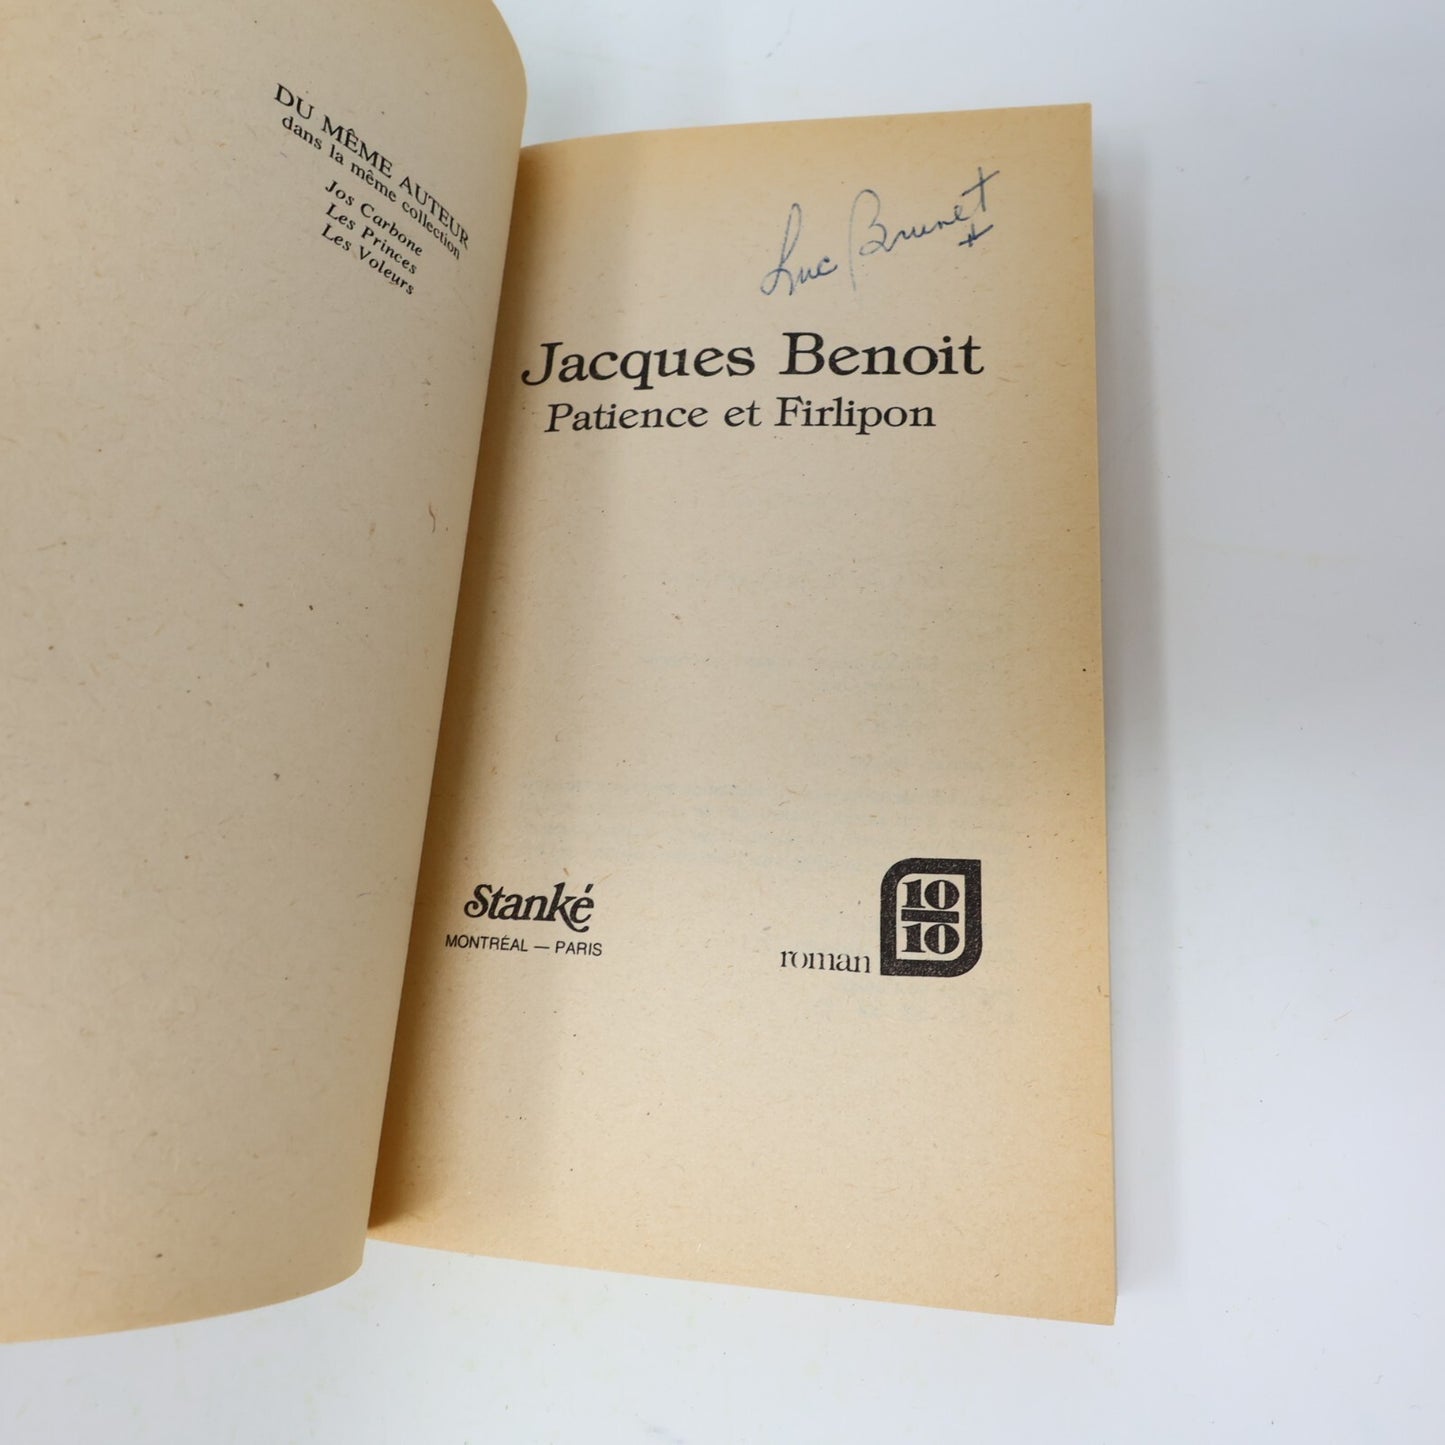 DU MÊME AUTEUR
dans la même collection
Jos Carbone
Les Princes
Les Voleurs
Luc Brunet
Jacques Benoit
Patience et Firlipon
Stanké
MONTRÉAL — PARIS
roman
10
10